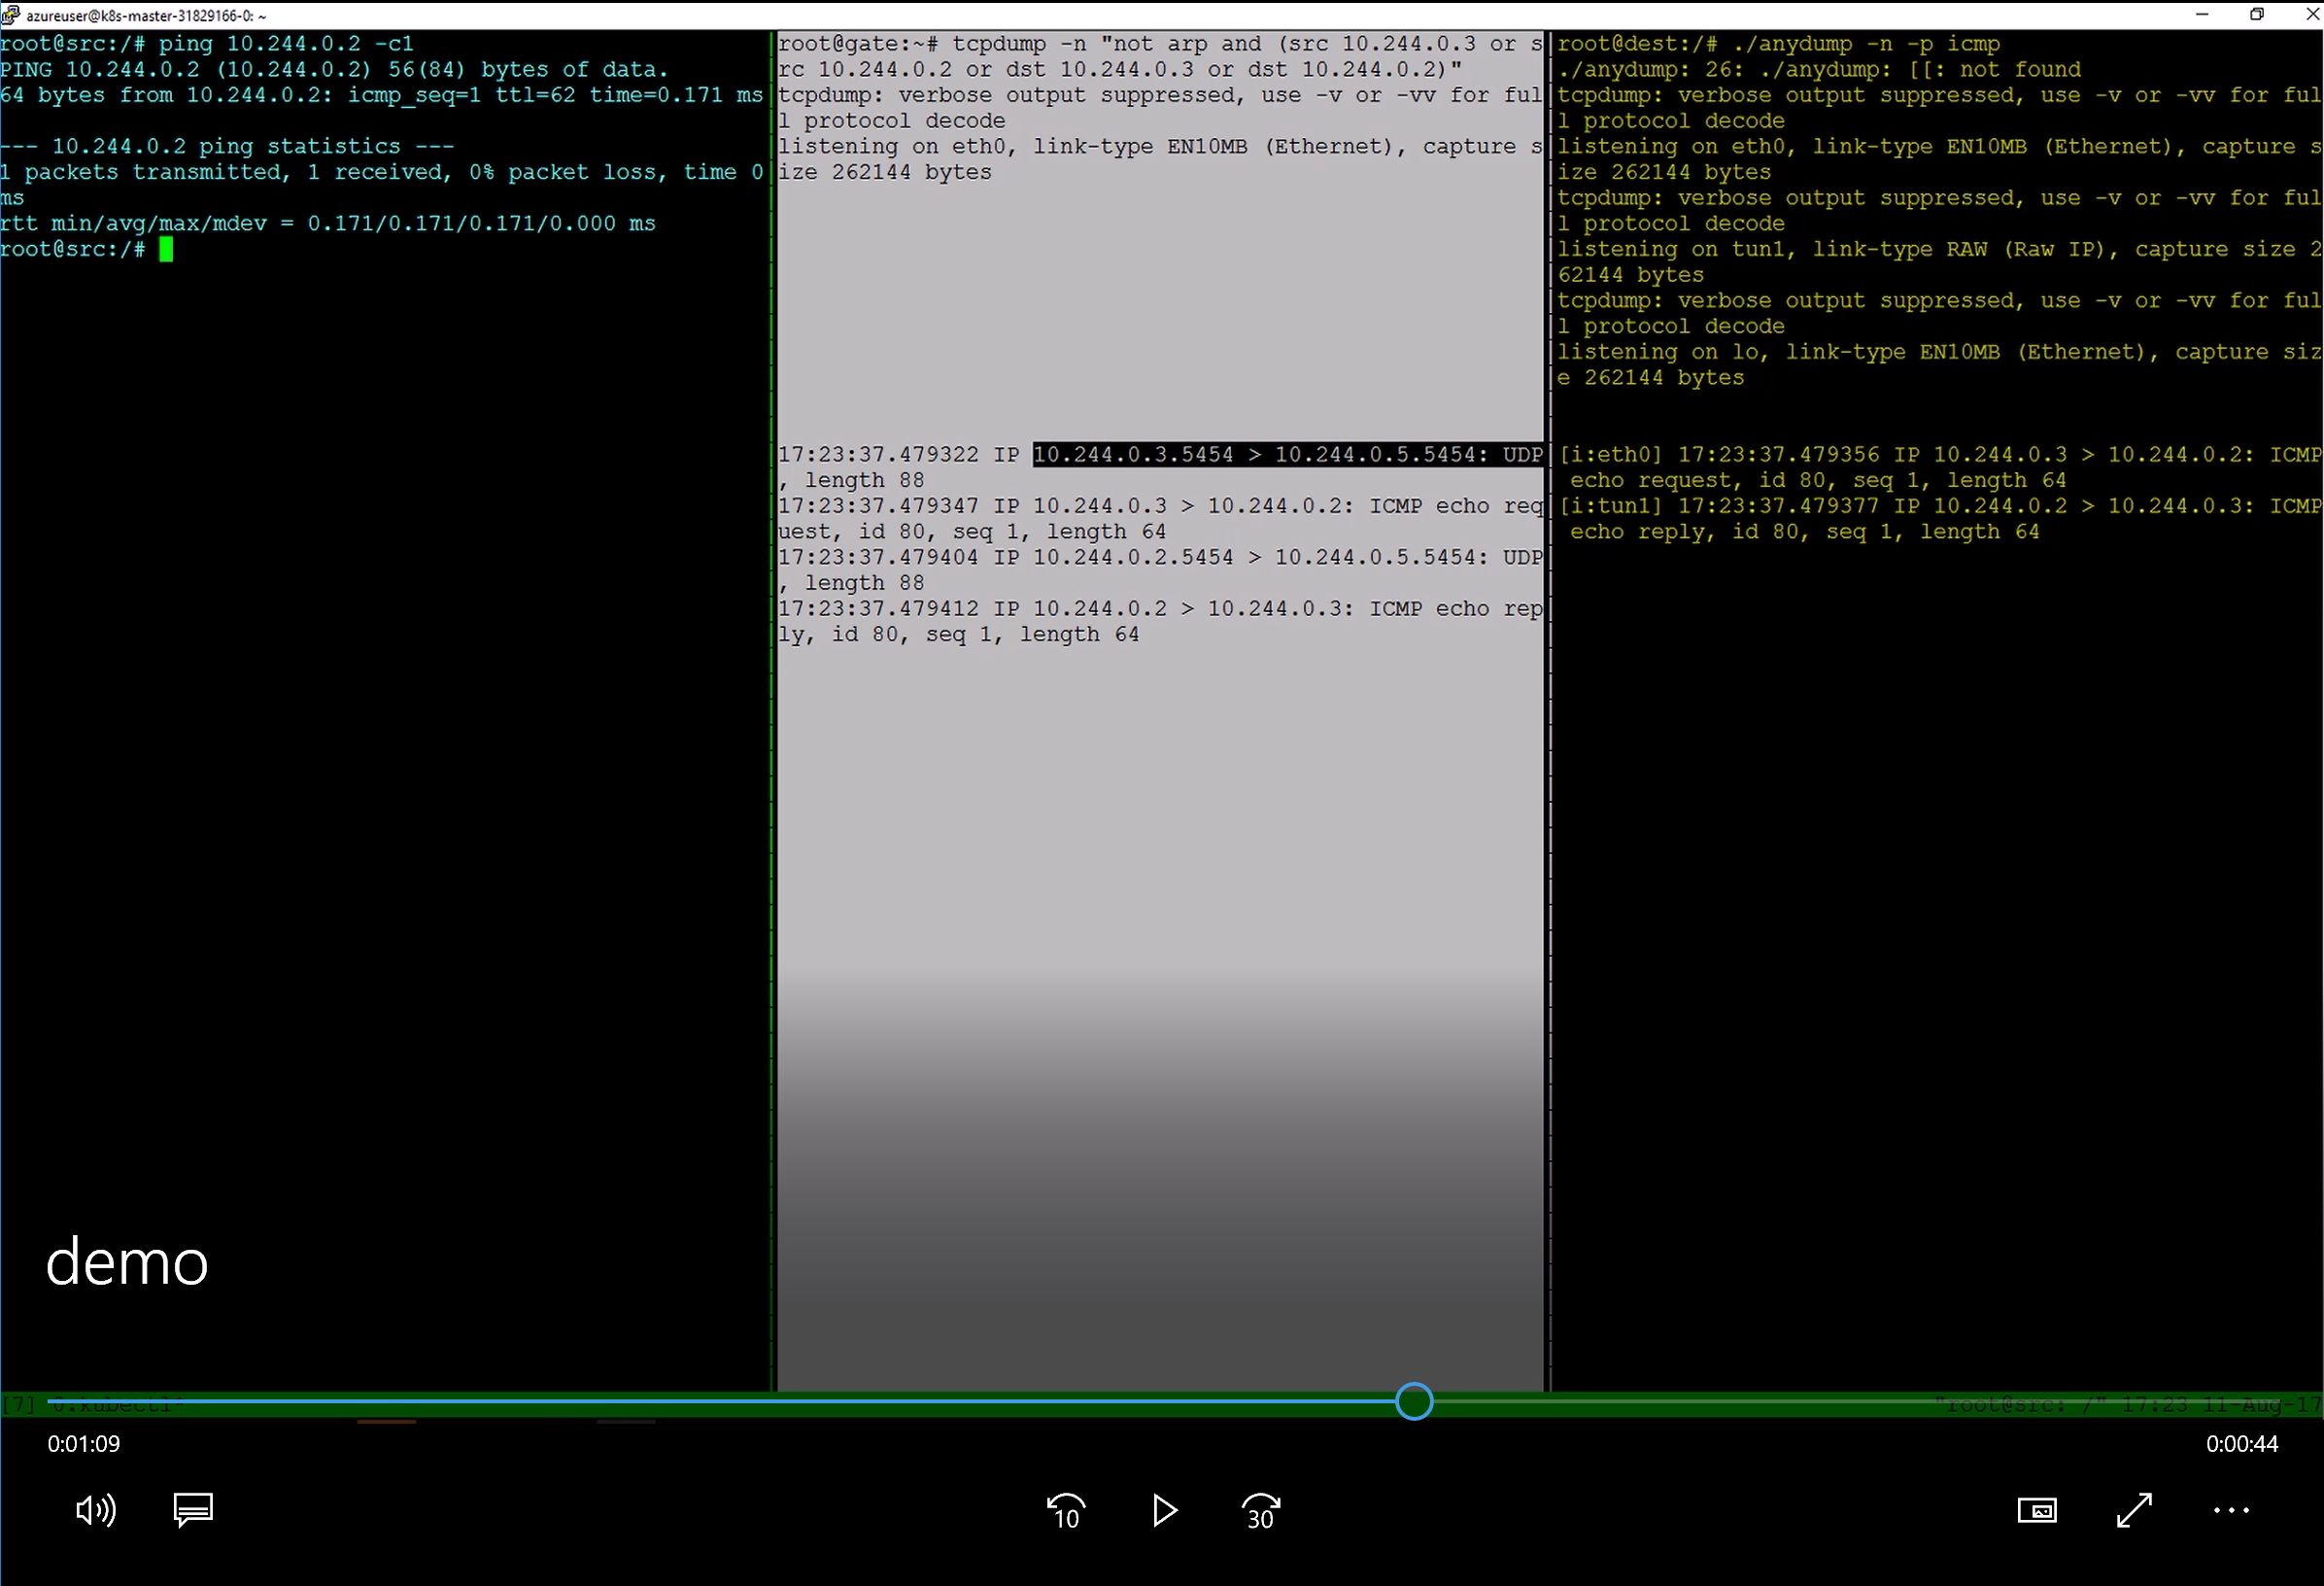 azureuser@k8s-master-31829166-0: ~
root@src:/# ping 10.244.0.2 -c1
PING 10.244.0.2 (10.244.0.2) 56(84) bytes of data.
64 bytes from 10.244.0.2: icmp_seq=1 ttl=62 time=0.171 ms
--- 10.244.0.2 ping statistics ---
1 packets transmitted, 1 received, 0% packet loss, time 0
ms
rtt min/avg/max/mdev = 0.171/0.171/0.171/0.000 ms
root@src:/#
root@gate:~# tcpdump -n "not arp and (src 10.244.0.3 or s
rc 10.244.0.2 or dst 10.244.0.3 or dst 10.244.0.2)"
tcpdump: verbose output suppressed, use -v or -vv for ful
l protocol decode
listening on eth0, link-type EN10MB (Ethernet), capture s
ize 262144 bytes
17:23:37.479322 IP 10.244.0.3.5454 > 10.244.0.5.5454: UDP
, length 88
17:23:37.479347 IP 10.244.0.3 > 10.244.0.2: ICMP echo req
uest, id 80, seq 1, length 64
17:23:37.479404 IP 10.244.0.2.5454 > 10.244.0.5.5454: UDP
, length 88
17:23:37.479412 IP 10.244.0.2 > 10.244.0.3: ICMP echo rep
ly, id 80, seq 1, length 64
root@dest:/# ./anydump -n -p icmp
./anydump: 26: ./anydump: [[: not found
tcpdump: verbose output suppressed, use -v or -vv for ful
l protocol decode
listening on eth0, link-type EN10MB (Ethernet), capture s
ize 262144 bytes
tcpdump: verbose output suppressed, use -v or -vv for ful
l protocol decode
listening on tun1, link-type RAW (Raw IP), capture size 2
62144 bytes
tcpdump: verbose output suppressed, use -v or -vv for ful
l protocol decode
listening on lo, link-type EN10MB (Ethernet), capture siz
e 262144 bytes
[i:eth0] 17:23:37.479356 IP 10.244.0.3 > 10.244.0.2: ICMP
echo request, id 80, seq 1, length 64
[i:tun1] 17:23:37.479377 IP 10.244.0.2 > 10.244.0.3: ICMP
echo reply, id 80, seq 1, length 64
demo
[7] 0:kubectl* "root@src: /" 17:23 11-Aug-17
0:01:09 0:00:44
10 30